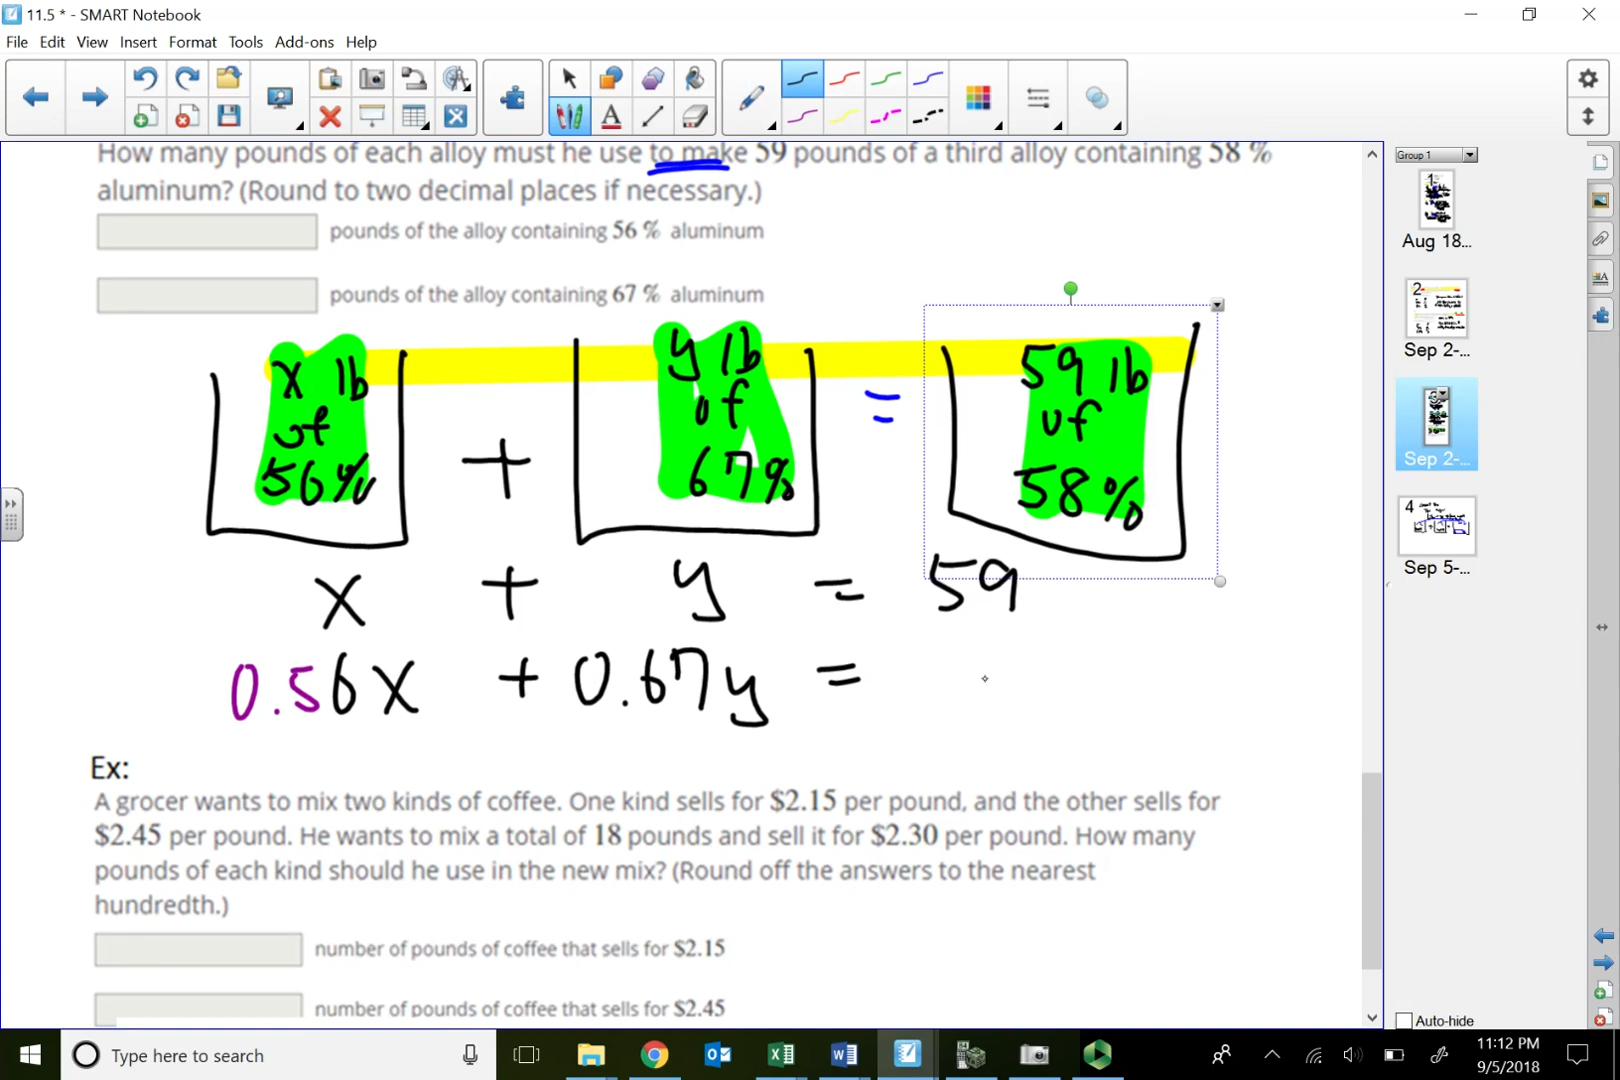 11.5 * - SMART Notebook
File Edit View Insert Format Tools Add-ons Help
How many pounds of each alloy must he use to make 59 pounds of a third alloy containing 58 %
aluminum? (Round to two decimal places if necessary.)
pounds of the alloy containing 56 % aluminum
pounds of the alloy containing 67 % aluminum
x lb
of
56%
+
y lb
of
67%
=
59 lb
of
58%
x + y = 59
0.56x + 0.67y =
Ex:
A grocer wants to mix two kinds of coffee. One kind sells for $2.15 per pound, and the other sells for
$2.45 per pound. He wants to mix a total of 18 pounds and sell it for $2.30 per pound. How many
pounds of each kind should he use in the new mix? (Round off the answers to the nearest
hundredth.)
number of pounds of coffee that sells for $2.15
number of pounds of coffee that sells for $2.45
Group 1
1
Aug 18...
2
Sep 2-...
Sep 2-...
4
Sep 5-...
Auto-hide
Type here to search
11:12 PM
9/5/2018